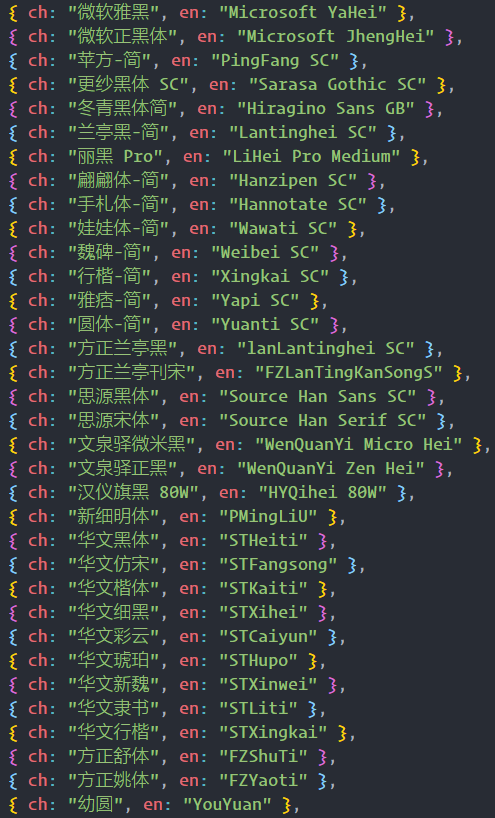 { ch: "微软雅黑", en: "Microsoft YaHei" },
{ ch: "微软正黑体", en: "Microsoft JhengHei" },
{ ch: "苹方-简", en: "PingFang SC" },
{ ch: "更纱黑体 SC", en: "Sarasa Gothic SC" },
{ ch: "冬青黑体简", en: "Hiragino Sans GB" },
{ ch: "兰亭黑-简", en: "Lantinghei SC" },
{ ch: "丽黑 Pro", en: "LiHei Pro Medium" },
{ ch: "翩翩体-简", en: "Hanzipen SC" },
{ ch: "手札体-简", en: "Hannotate SC" },
{ ch: "娃娃体-简", en: "Wawati SC" },
{ ch: "魏碑-简", en: "Weibei SC" },
{ ch: "行楷-简", en: "Xingkai SC" },
{ ch: "雅痞-简", en: "Yapi SC" },
{ ch: "圆体-简", en: "Yuanti SC" },
{ ch: "方正兰亭黑", en: "lanLantinghei SC" },
{ ch: "方正兰亭刊宋", en: "FZLanTingKanSongS" },
{ ch: "思源黑体", en: "Source Han Sans SC" },
{ ch: "思源宋体", en: "Source Han Serif SC" },
{ ch: "文泉驿微米黑", en: "WenQuanYi Micro Hei" },
{ ch: "文泉驿正黑", en: "WenQuanYi Zen Hei" },
{ ch: "汉仪旗黑 80W", en: "HYQihei 80W" },
{ ch: "新细明体", en: "PMingLiU" },
{ ch: "华文黑体", en: "STHeiti" },
{ ch: "华文仿宋", en: "STFangsong" },
{ ch: "华文楷体", en: "STKaiti" },
{ ch: "华文细黑", en: "STXihei" },
{ ch: "华文彩云", en: "STCaiyun" },
{ ch: "华文琥珀", en: "STHupo" },
{ ch: "华文新魏", en: "STXinwei" },
{ ch: "华文隶书", en: "STLiti" },
{ ch: "华文行楷", en: "STXingkai" },
{ ch: "方正舒体", en: "FZShuTi" },
{ ch: "方正姚体", en: "FZYaoti" },
{ ch: "幼圆", en: "YouYuan" },